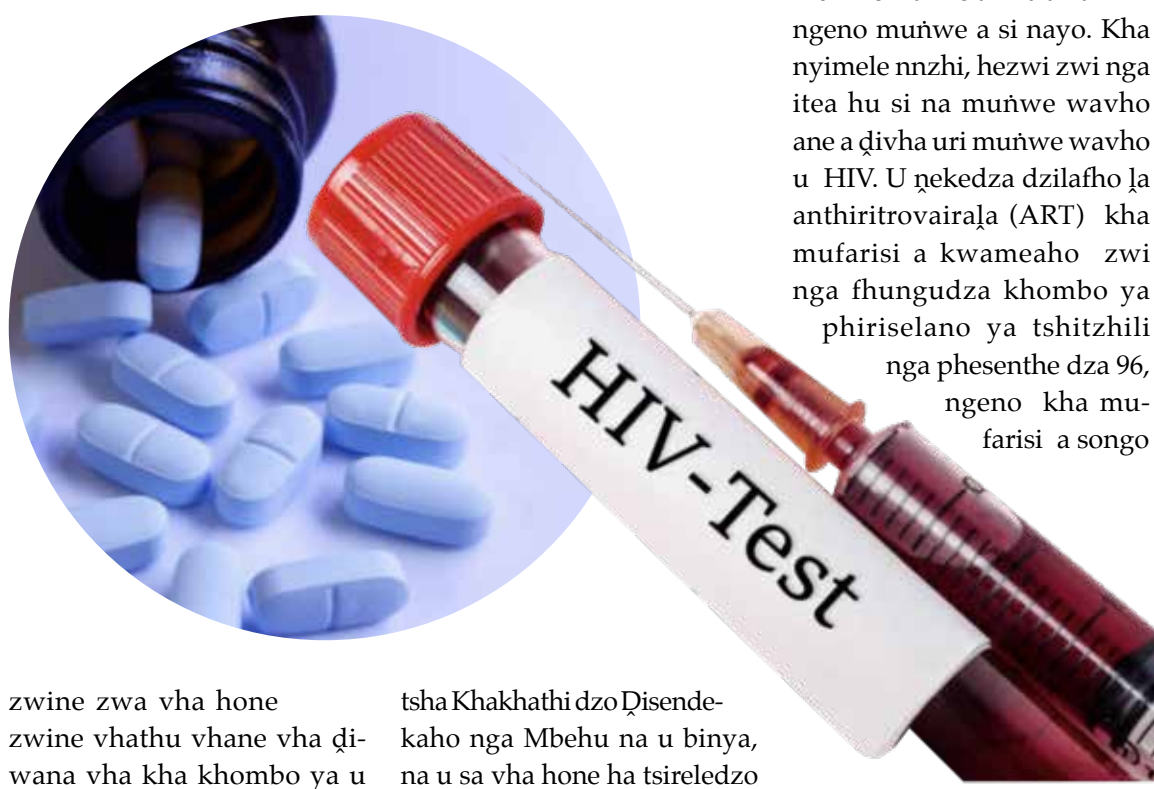 zwine zwa vha hone
zwine vhathu vhane vha ḓi-
wana vha kha khombo ya u
tsha Khakhathi dzo Ḓisende-
kaho nga Mbehu na u binya,
na u sa vha hone ha tsireledzo
HIV-Test
ngeno muṅwe a si nayo. Kha
nyimele nnzhi, hezwi zwi nga
itea hu si na muṅwe wavho
ane a ḓivha uri muṅwe wavho
u HIV. U ṋekedza dzilafho ḽa
anthiritrovairaḽa (ART) kha
mufarisi a kwameaho zwi
nga fhungudza khombo ya
phiriselano ya tshitzhili
nga phesenthe dza 96,
ngeno kha mu-
farisi a songo